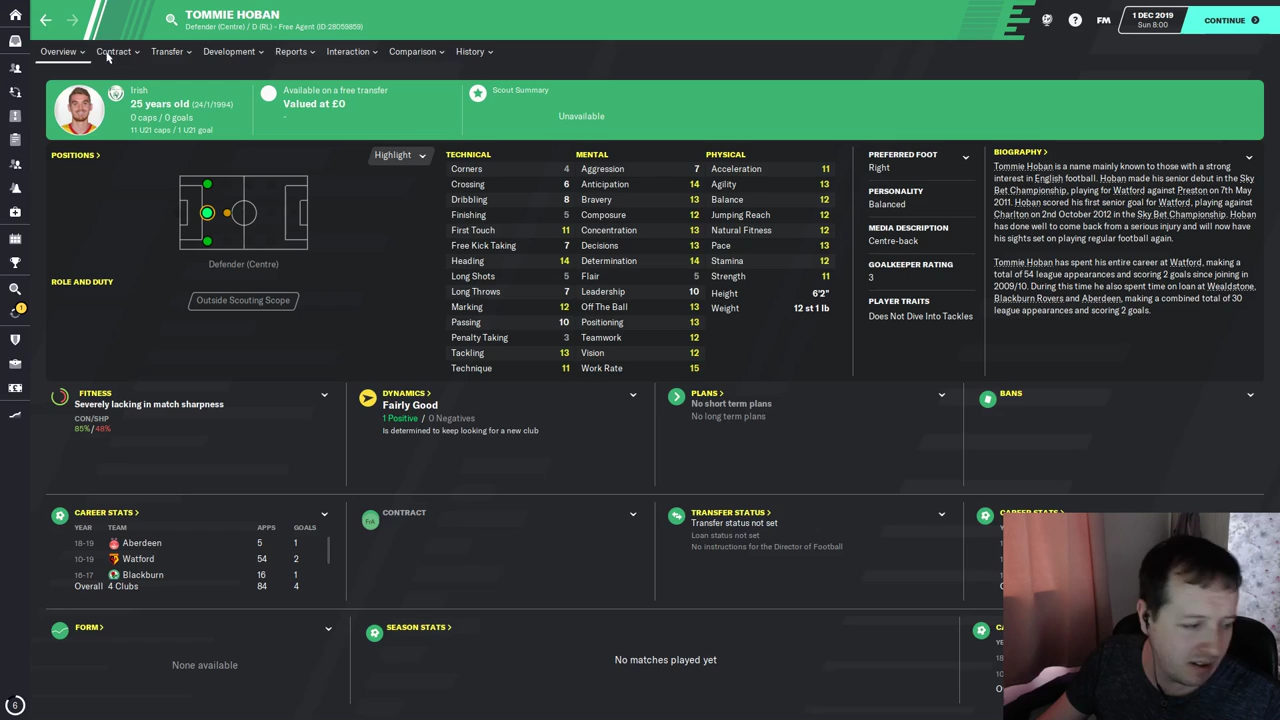 TOMMIE HOBAN
Defender (Centre) / D (RL) - Free Agent (ID:28059859)
FM
1 DEC 2019
Sun 8:00
CONTINUE
Overview
Contract
Transfer
Development
Reports
Interaction
Comparison
History
Irish
25 years old (24/1/1994)
0 caps / 0 goals
11 U21 caps / 1 U21 goal
Available on a free transfer
Valued at £0
-
Scout Summary
Unavailable
POSITIONS
Highlight
Defender (Centre)
ROLE AND DUTY
Outside Scouting Scope
TECHNICAL
Corners 4
Crossing 6
Dribbling 8
Finishing 5
First Touch 11
Free Kick Taking 7
Heading 14
Long Shots 5
Long Throws 7
Marking 12
Passing 10
Penalty Taking 3
Tackling 13
Technique 11
MENTAL
Aggression 7
Anticipation 14
Bravery 13
Composure 12
Concentration 13
Decisions 13
Determination 14
Flair 5
Leadership 10
Off The Ball 13
Positioning 13
Teamwork 12
Vision 12
Work Rate 15
PHYSICAL
Acceleration 11
Agility 13
Balance 12
Jumping Reach 12
Natural Fitness 12
Pace 13
Stamina 12
Strength 11
Height 6'2"
Weight 12 st 1 lb
PREFERRED FOOT
Right
PERSONALITY
Balanced
MEDIA DESCRIPTION
Centre-back
GOALKEEPER RATING
3
PLAYER TRAITS
Does Not Dive Into Tackles
BIOGRAPHY
Tommie Hoban is a name mainly known to those with a strong
interest in English football. Hoban made his senior debut in the Sky
Bet Championship, playing for Watford against Preston on 7th May
2011. Hoban scored his first senior goal for Watford, playing against
Charlton on 2nd October 2012 in the Sky Bet Championship. Hoban
has done well to come back from a serious injury and will now have
his sights set on playing regular football again.
Tommie Hoban has spent his entire career at Watford, making a
total of 54 league appearances and scoring 2 goals since joining in
2009/10. During this time he also spent time on loan at Wealdstone,
Blackburn Rovers and Aberdeen, making a combined total of 30
league appearances and scoring 2 goals.
FITNESS
Severely lacking in match sharpness
CON/SHP
85%/48%
DYNAMICS
Fairly Good
1 Positive / 0 Negatives
Is determined to keep looking for a new club
PLANS
No short term plans
No long term plans
BANS
CAREER STATS
YEAR TEAM APPS GOALS
18-19 Aberdeen 5 1
10-19 Watford 54 2
16-17 Blackburn 16 1
Overall 4 Clubs 84 4
CONTRACT
FrA
TRANSFER STATUS
Transfer status not set
Loan status not set
No instructions for the Director of Football
FORM
None available
SEASON STATS
No matches played yet
6